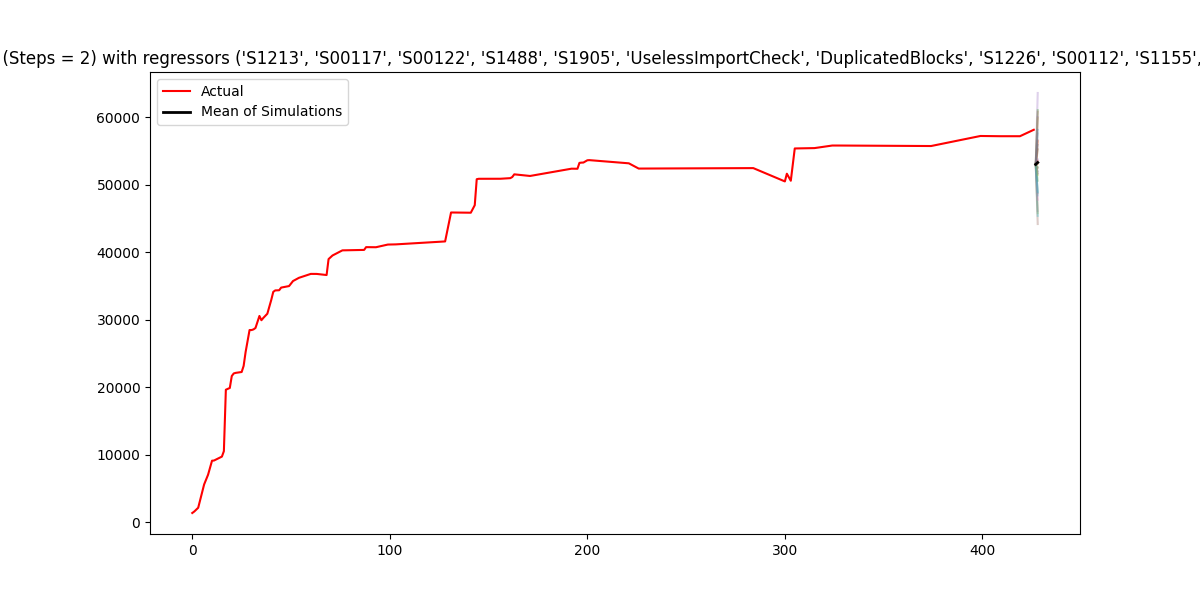 (Steps = 2) with regressors ('S1213', 'S00117', 'S00122', 'S1488', 'S1905', 'UselessImportCheck', 'DuplicatedBlocks', 'S1226', 'S00112', 'S1155',
Actual
Mean of Simulations
60000
50000
40000
30000
20000
10000
0
0 100 200 300 400